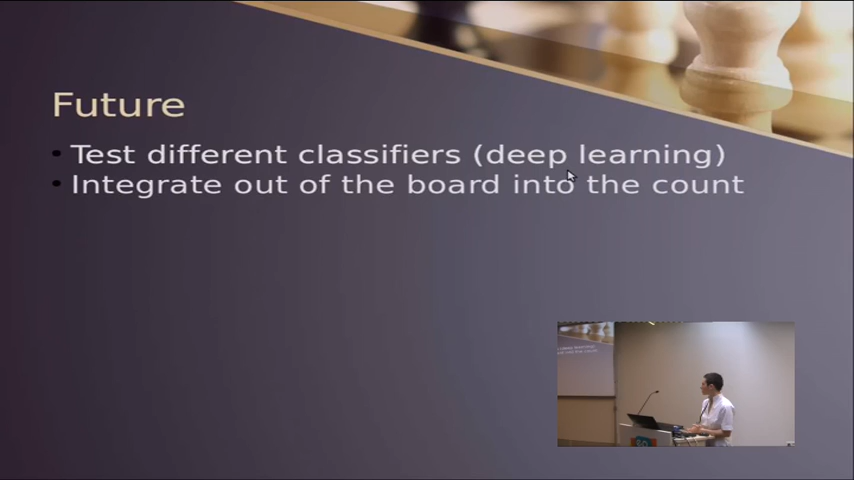 Future
• Test different classifiers (deep learning)
• Integrate out of the board into the count